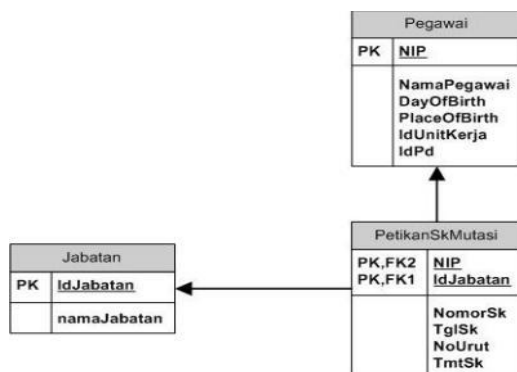 Pegawai
PK NIP
NamaPegawai
DayOfBirth
PlaceOfBirth
IdUnitKerja
IdPd
PetikanSkMutasi
PK,FK2 NIP
PK,FK1 IdJabatan
NomorSk
TglSk
NoUrut
TmtSk
Jabatan
PK IdJabatan
namaJabatan